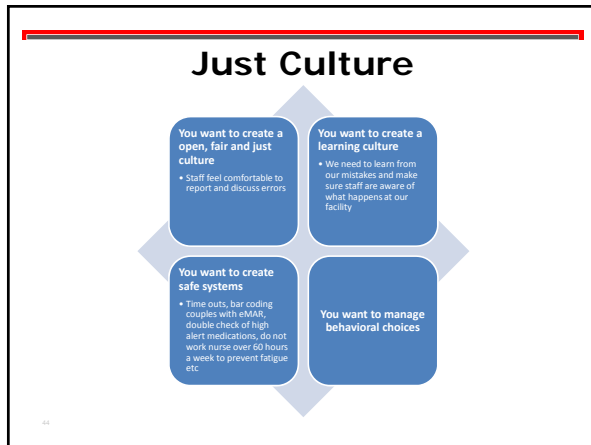 Just Culture
You want to create a
open, fair and just
culture
• Staff feel comfortable to
report and discuss errors
You want to create a
learning culture
• We need to learn from
our mistakes and make
sure staff are aware of
what happens at our
facility
You want to create
safe systems
• Time outs, bar coding
couples with eMAR,
double check of high
alert medications, do not
work nurse over 60 hours
a week to prevent fatigue
etc
You want to manage
behavioral choices
44